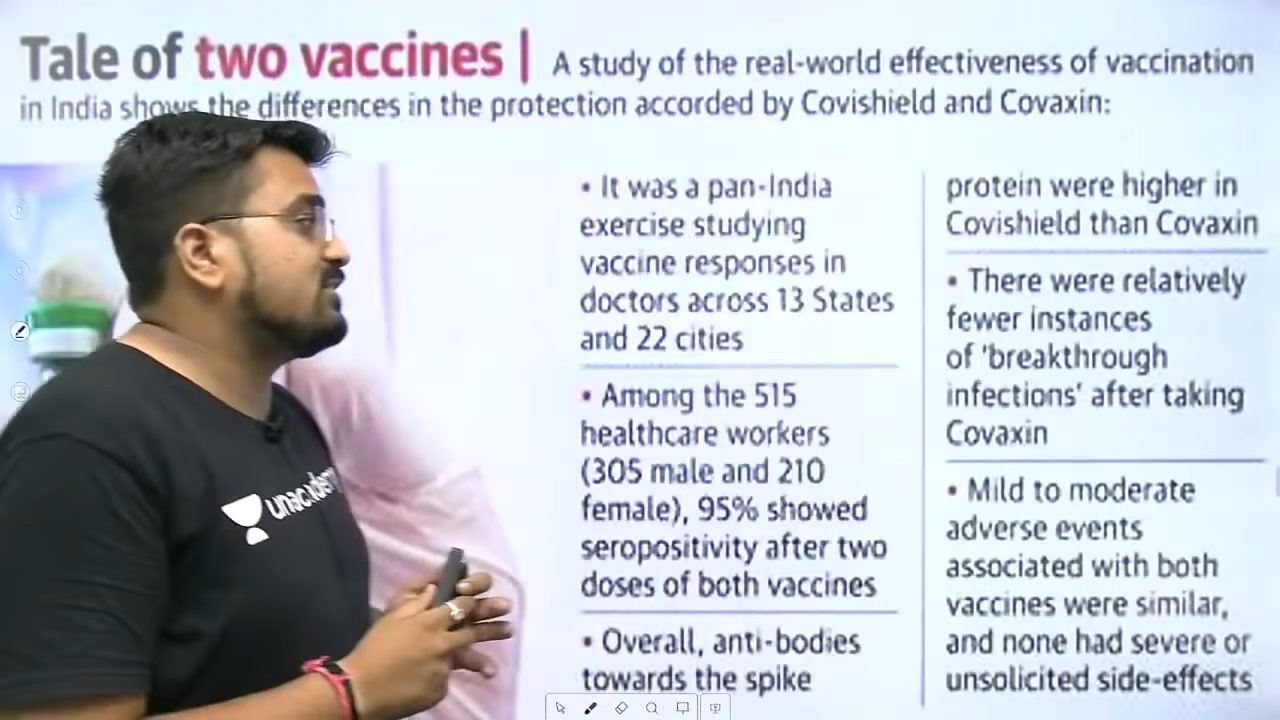 Tale of two vaccines | A study of the real-world effectiveness of vaccination
in India shows the differences in the protection accorded by Covishield and Covaxin:
• It was a pan-India
exercise studying
vaccine responses in
doctors across 13 States
and 22 cities
• Among the 515
healthcare workers
(305 male and 210
female), 95% showed
seropositivity after two
doses of both vaccines
• Overall, anti-bodies
towards the spike
protein were higher in
Covishield than Covaxin
• There were relatively
fewer instances
of 'breakthrough
infections' after taking
Covaxin
• Mild to moderate
adverse events
associated with both
vaccines were similar,
and none had severe or
unsolicited side-effects
unacademy